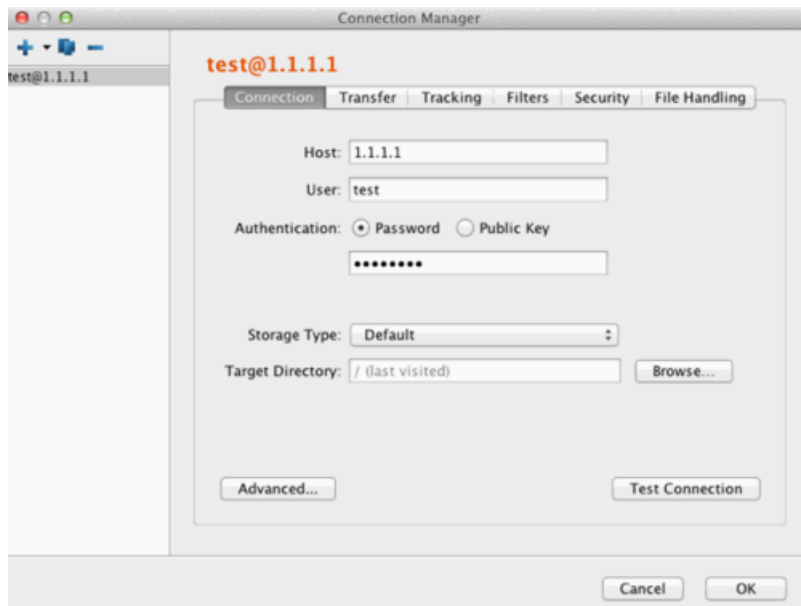 Connection Manager
test@1.1.1.1
test@1.1.1.1
Connection Transfer Tracking Filters Security File Handling
Host: 1.1.1.1
User: test
Authentication: Password Public Key
••••••••
Storage Type: Default
Target Directory: / (last visited) Browse...
Advanced... Test Connection
Cancel OK